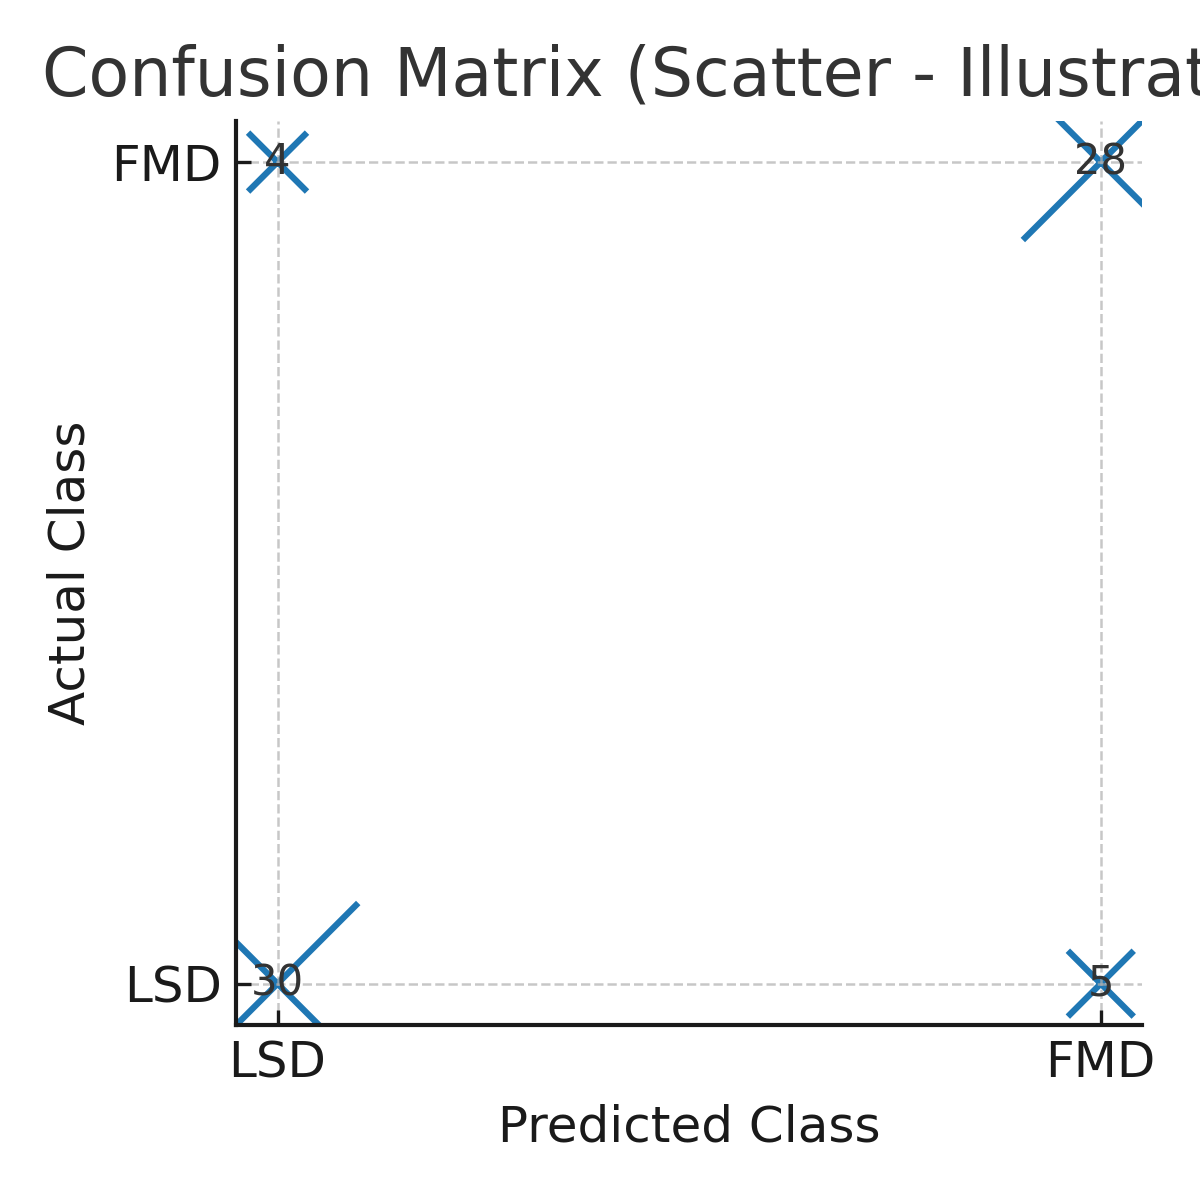 Confusion Matrix (Scatter - Illustrat
FMD
4
28
Actual Class
LSD
30
5
LSD
FMD
Predicted Class